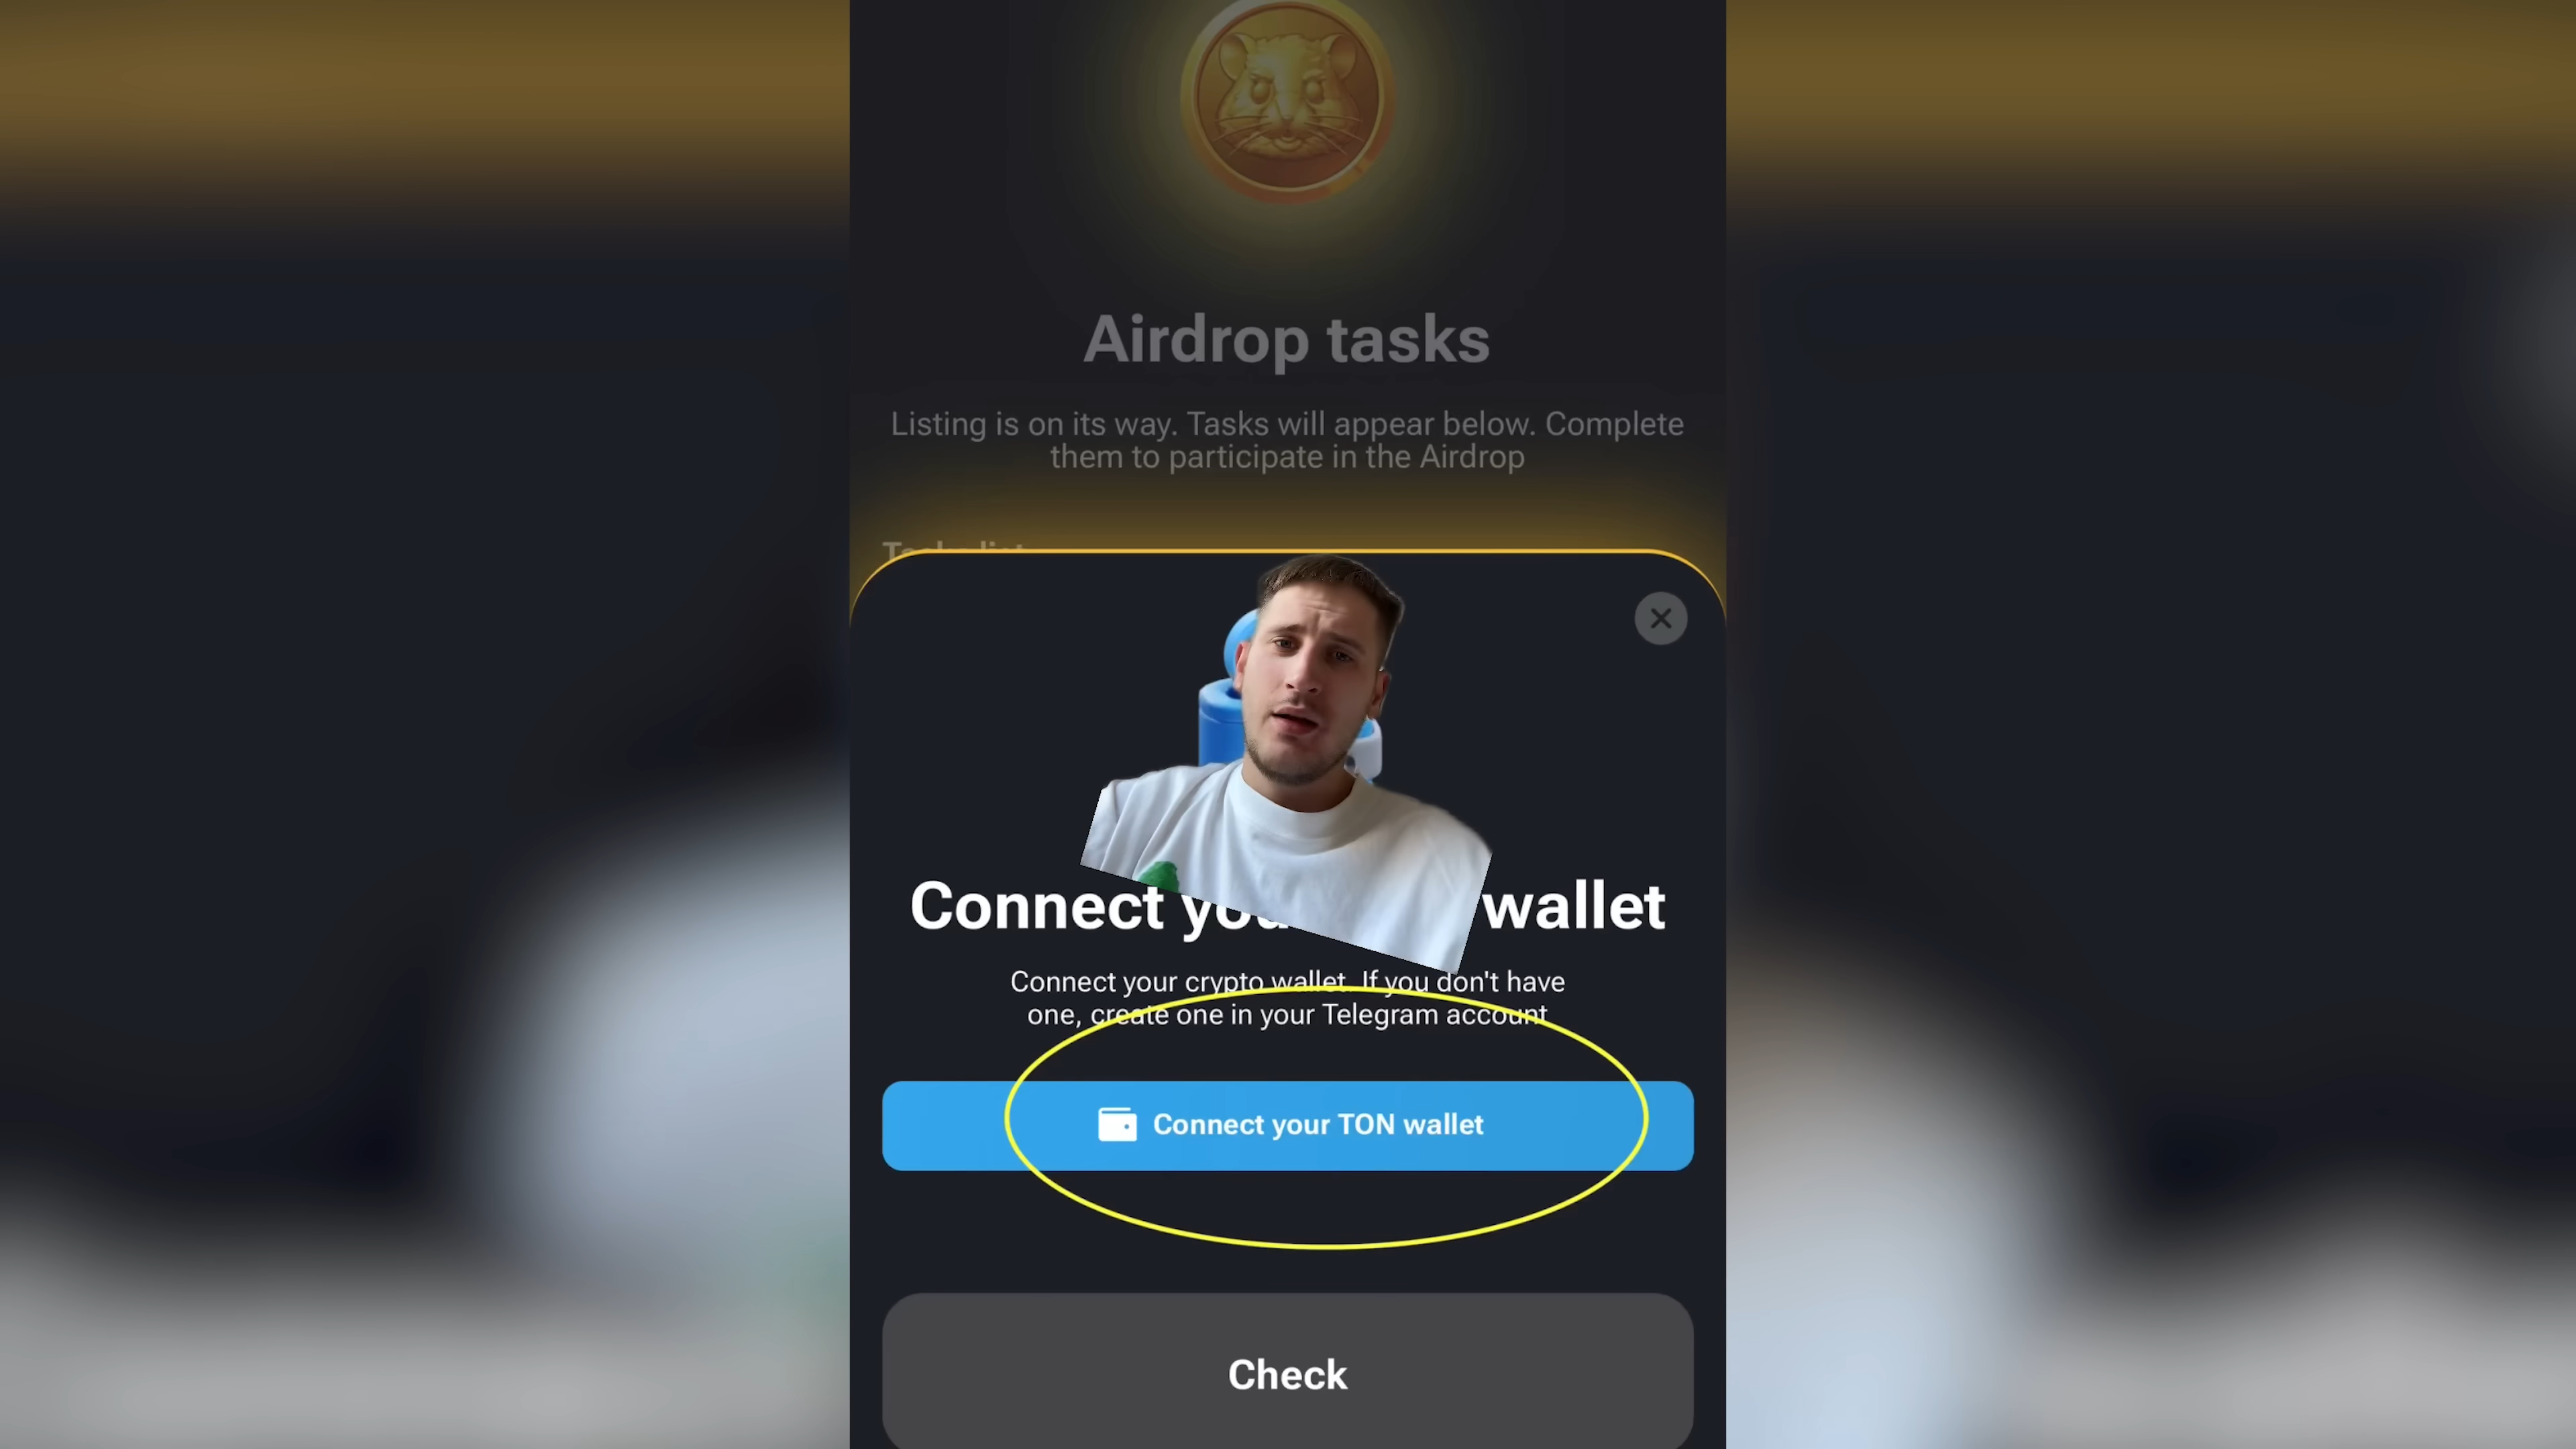 Airdrop tasks
Listing is on its way. Tasks will appear below. Complete
them to participate in the Airdrop
Connect wallet
Connect your crypto wallet. If you don't have
one, create one in your Telegram account
Connect your TON wallet
Check